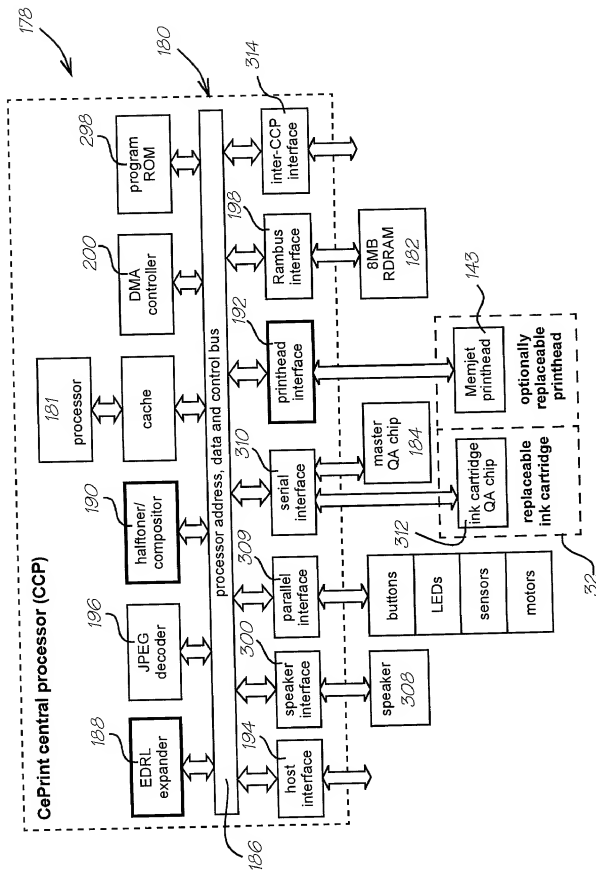 178
180
CePrint central processor (CCP)
181
processor
188
EDRL
expander
196
JPEG
decoder
190
halftoner/
compositor
cache
200
DMA
controller
298
program
ROM
processor address, data and control bus
186
194
host
interface
300
speaker
interface
309
parallel
interface
310
serial
interface
192
printhead
interface
198
Rambus
interface
314
inter-CCP
interface
speaker
308
buttons
LEDs
sensors
motors
master
QA chip
184
8MB
RDRAM
182
312
ink cartridge
QA chip
replaceable
ink cartridge
143
Memjet
printhead
optionally
replaceable
printhead